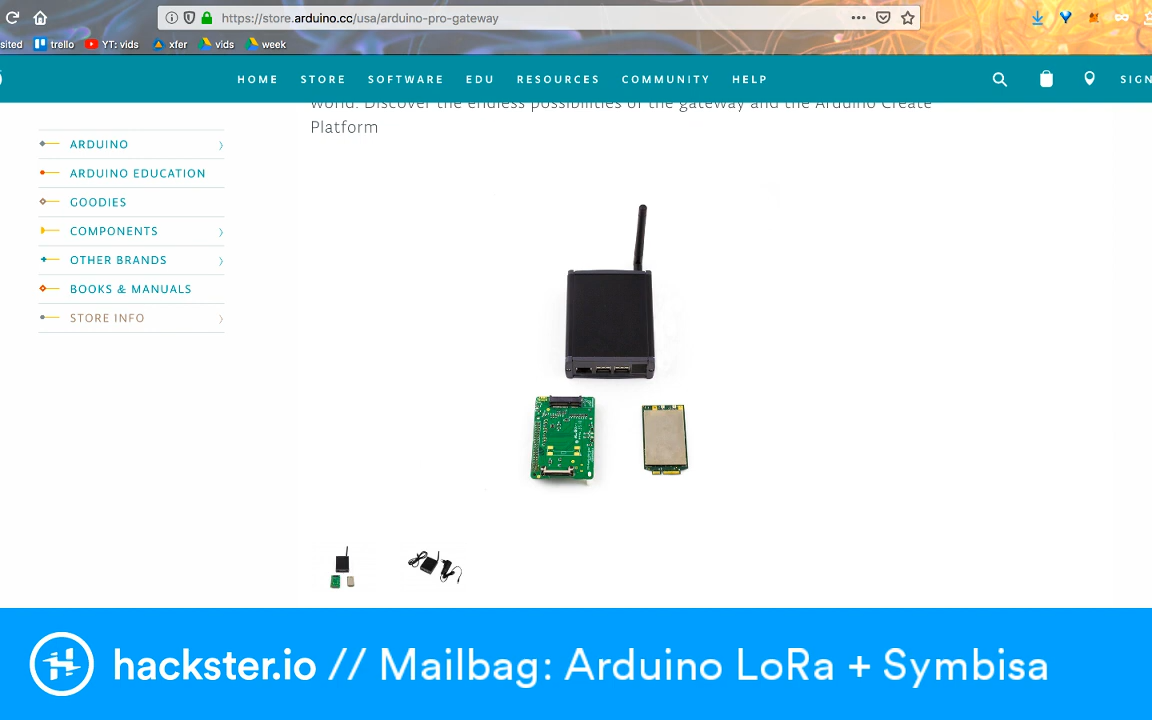 https://store.arduino.cc/usa/arduino-pro-gateway
sited trello YT: vids xfer vids week
HOME STORE SOFTWARE EDU RESOURCES COMMUNITY HELP SIGN
world. Discover the endless possibilities of the gateway and the Arduino Create
Platform
ARDUINO
ARDUINO EDUCATION
GOODIES
COMPONENTS
OTHER BRANDS
BOOKS & MANUALS
STORE INFO
hackster.io // Mailbag: Arduino LoRa + Symbisa